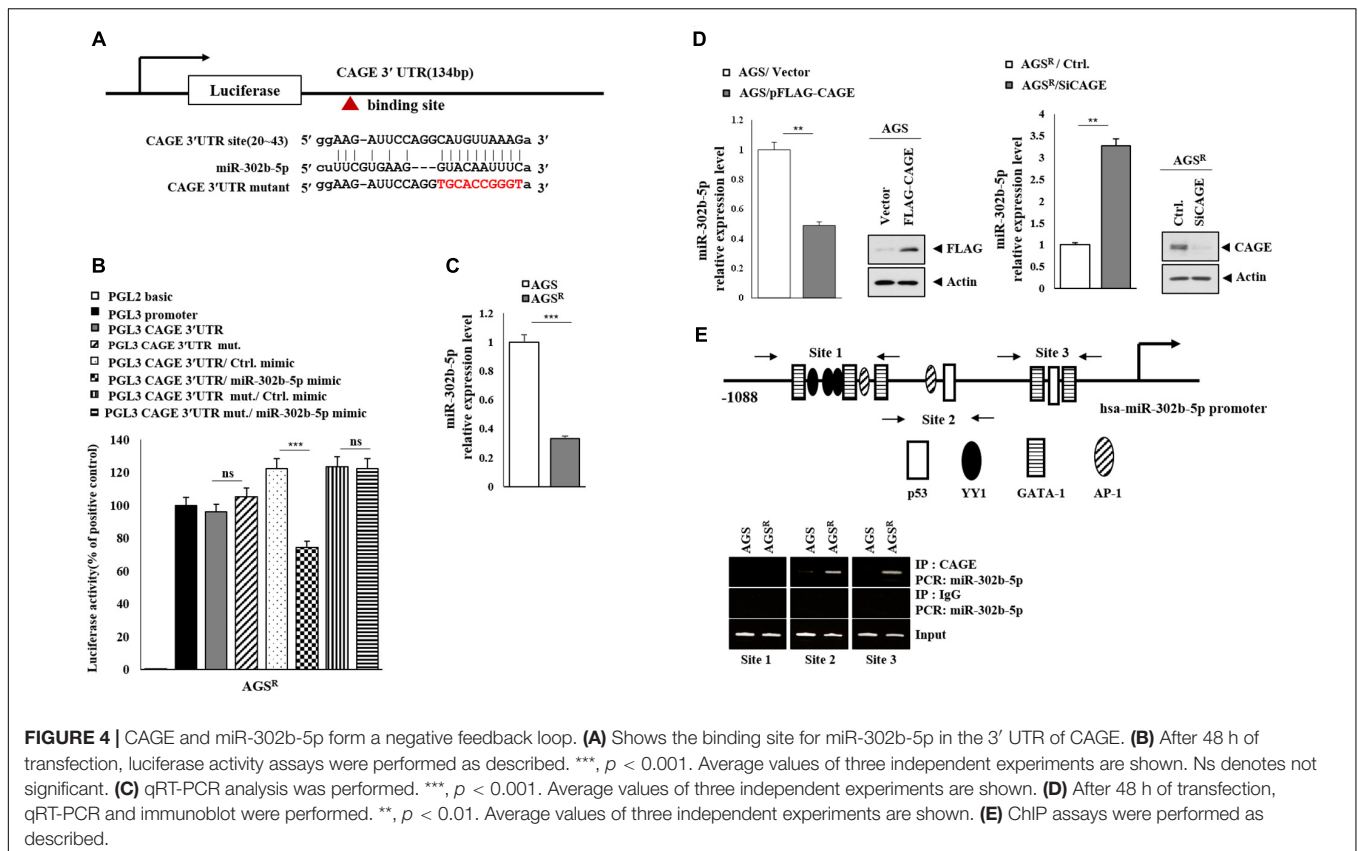 A
CAGE 3′ UTR(134bp)
Luciferase
binding site
CAGE 3′UTR site(20~43) 5′ ggAAG-AUUCCAGGCAUGUUAAAGa 3′
miR-302b-5p cuUUCGUGAAG---GUACAAUUUCa
CAGE 3′UTR mutant 5′ ggAAG-AUUCCAGGTGCACCGGGTa 3′
B
PGL2 basic
PGL3 promoter
PGL3 CAGE 3′UTR
PGL3 CAGE 3′UTR mut.
PGL3 CAGE 3′UTR/ Ctrl. mimic
PGL3 CAGE 3′UTR/ miR-302b-5p mimic
PGL3 CAGE 3′UTR mut./ Ctrl. mimic
PGL3 CAGE 3′UTR mut./ miR-302b-5p mimic
Luciferase activity(% of positive control)
140
120
100
80
60
40
20
0
ns
***
ns
AGSR
C
AGS
AGSR
miR-302b-5p
relative expression level
1.2
1
0.8
0.6
0.4
0.2
0
***
D
AGS/ Vector
AGS/pFLAG-CAGE
miR-302b-5p
relative expression level
1.2
1
0.8
0.6
0.4
0.2
0
**
AGS
Vector
FLAG-CAGE
FLAG
Actin
AGSR/ Ctrl.
AGSR/SiCAGE
miR-302b-5p
relative expression level
4
3.5
3
2.5
2
1.5
1
0.5
0
**
AGSR
Ctrl.
SiCAGE
CAGE
Actin
E
Site 1
Site 3
-1088
hsa-miR-302b-5p promoter
Site 2
p53 YY1 GATA-1 AP-1
AGS AGSR AGS AGSR AGS AGSR
IP : CAGE
PCR: miR-302b-5p
IP : IgG
PCR: miR-302b-5p
Input
Site 1 Site 2 Site 3
FIGURE 4 | CAGE and miR-302b-5p form a negative feedback loop. (A) Shows the binding site for miR-302b-5p in the 3′ UTR of CAGE. (B) After 48 h of
transfection, luciferase activity assays were performed as described. ***, p < 0.001. Average values of three independent experiments are shown. Ns denotes not
significant. (C) qRT-PCR analysis was performed. ***, p < 0.001. Average values of three independent experiments are shown. (D) After 48 h of transfection,
qRT-PCR and immunoblot were performed. **, p < 0.01. Average values of three independent experiments are shown. (E) ChIP assays were performed as
described.